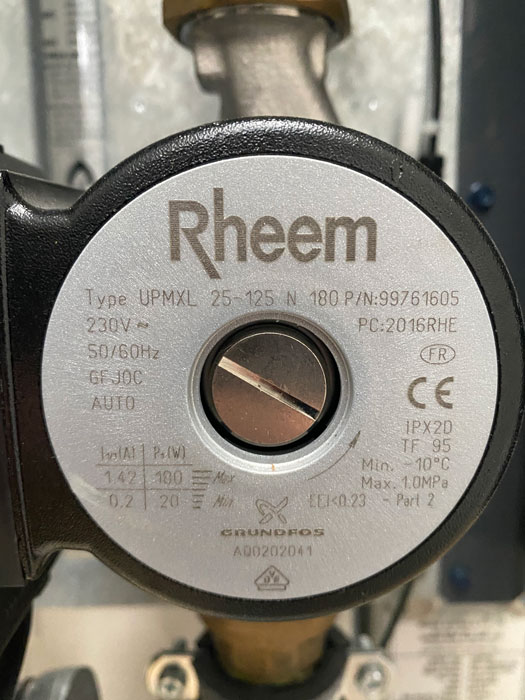 Rheem
Type UPMXL 25-125 N 180 P/N:99761605
230V ~ PC:2016RHE
50/60Hz FR
GFJOC CE
AUTO IPX2D
TF 95
I1/1(A) P1(W) Min. -10°C
1.42 180 Max Max. 1.0MPa
0.2 20 Min EEI<0.23 - Part 2
GRUNDFOS
A00202041